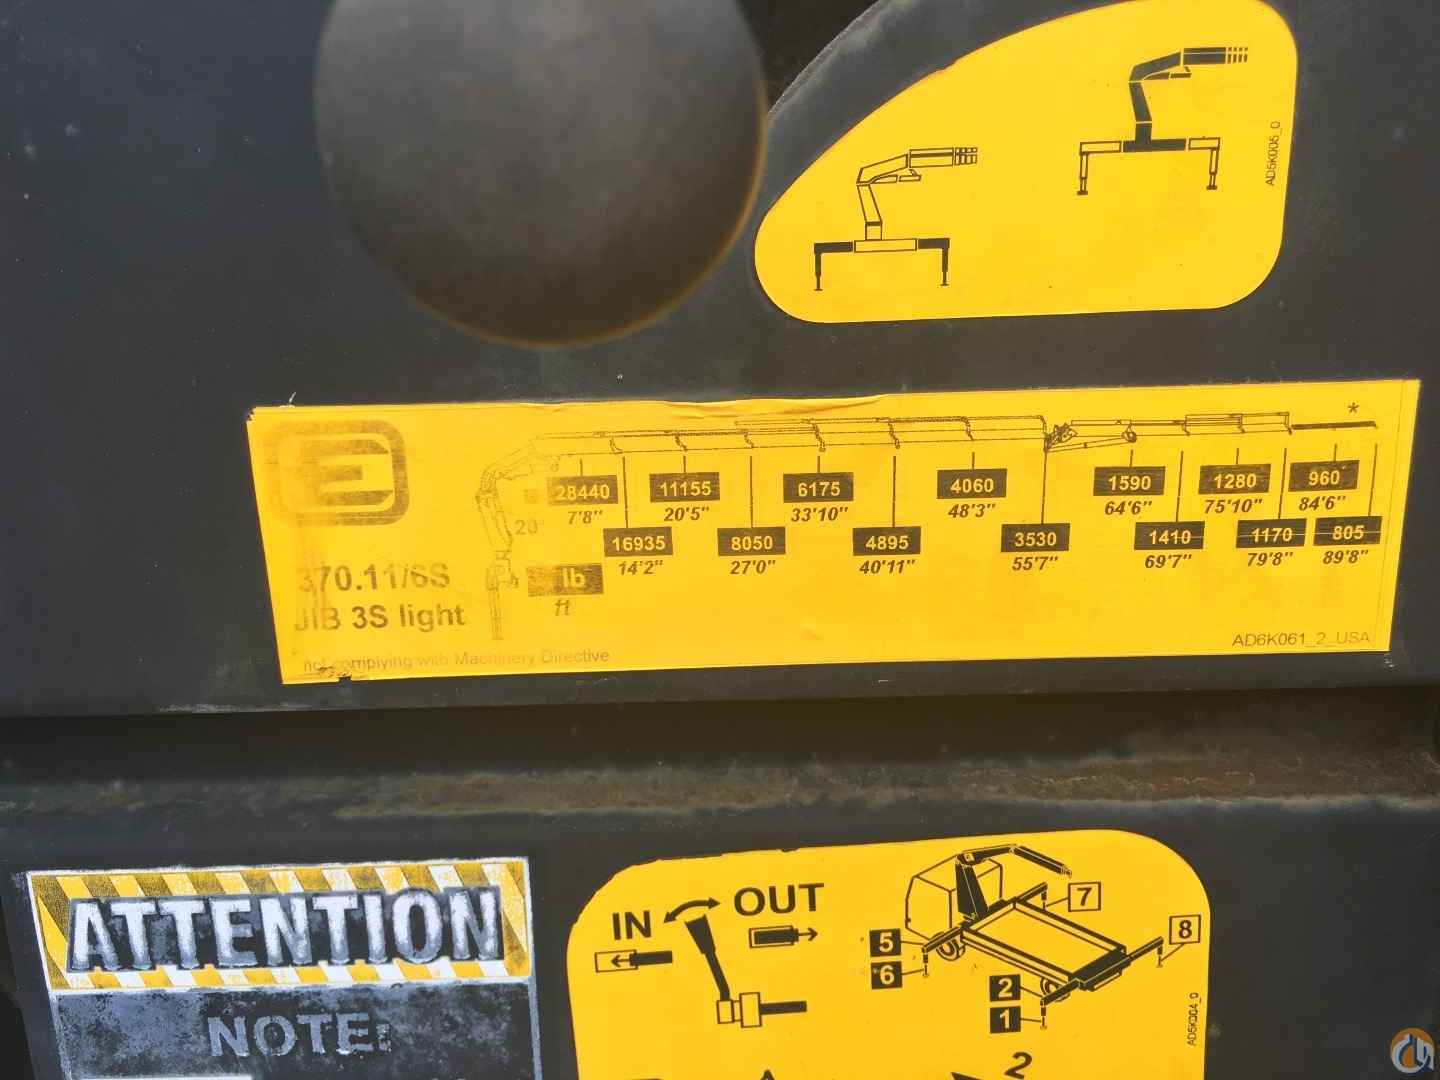 AD6K006_0
E
*
28440 11155 6175 4060 1590 1280 960
7'8" 20'5" 33'10" 48'3" 64'6" 75'10" 84'6"
20°
16935 8050 4895 3530 1410 1170 805
14'2" 27'0" 40'11" 55'7" 69'7" 79'8" 89'8"
370.11/6S
JIB 3S light
lb
ft
not complying with Machinery Directive
AD6K061_2_USA
ATTENTION
NOTE:
IN OUT
7
8
5
6
2
1
AD6K004_0
2